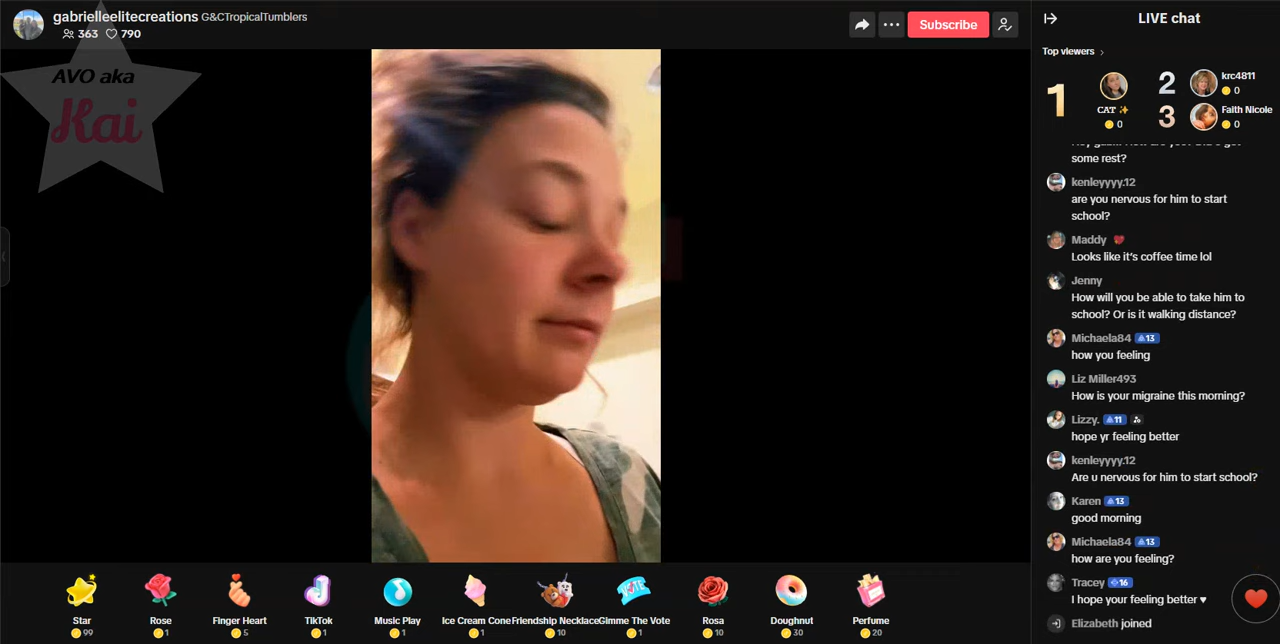 gabrielleelitecreations G&CTropicalTumblers
363 790
Subscribe
AVO aka
Kai
LIVE chat
Top viewers
1
CAT
0
2
krc4811
0
3
Faith Nicole
0
some rest?
kenleyyyy.12
are you nervous for him to start
school?
Maddy
Looks like it's coffee time lol
Jenny
How will you be able to take him to
school? Or is it walking distance?
Michaela84 13
how you feeling
Liz Miller493
How is your migraine this morning?
Lizzy. 11
hope yr feeling better
kenleyyyy.12
Are u nervous for him to start school?
Karen 13
good morning
Michaela84 13
how are you feeling?
Tracey 16
I hope your feeling better ♥
Elizabeth joined
VOTE
Star Rose Finger Heart TikTok Music Play Ice Cream Cone Friendship Necklace Gimme The Vote Rosa Doughnut Perfume
99 1 5 1 1 1 10 1 10 30 20